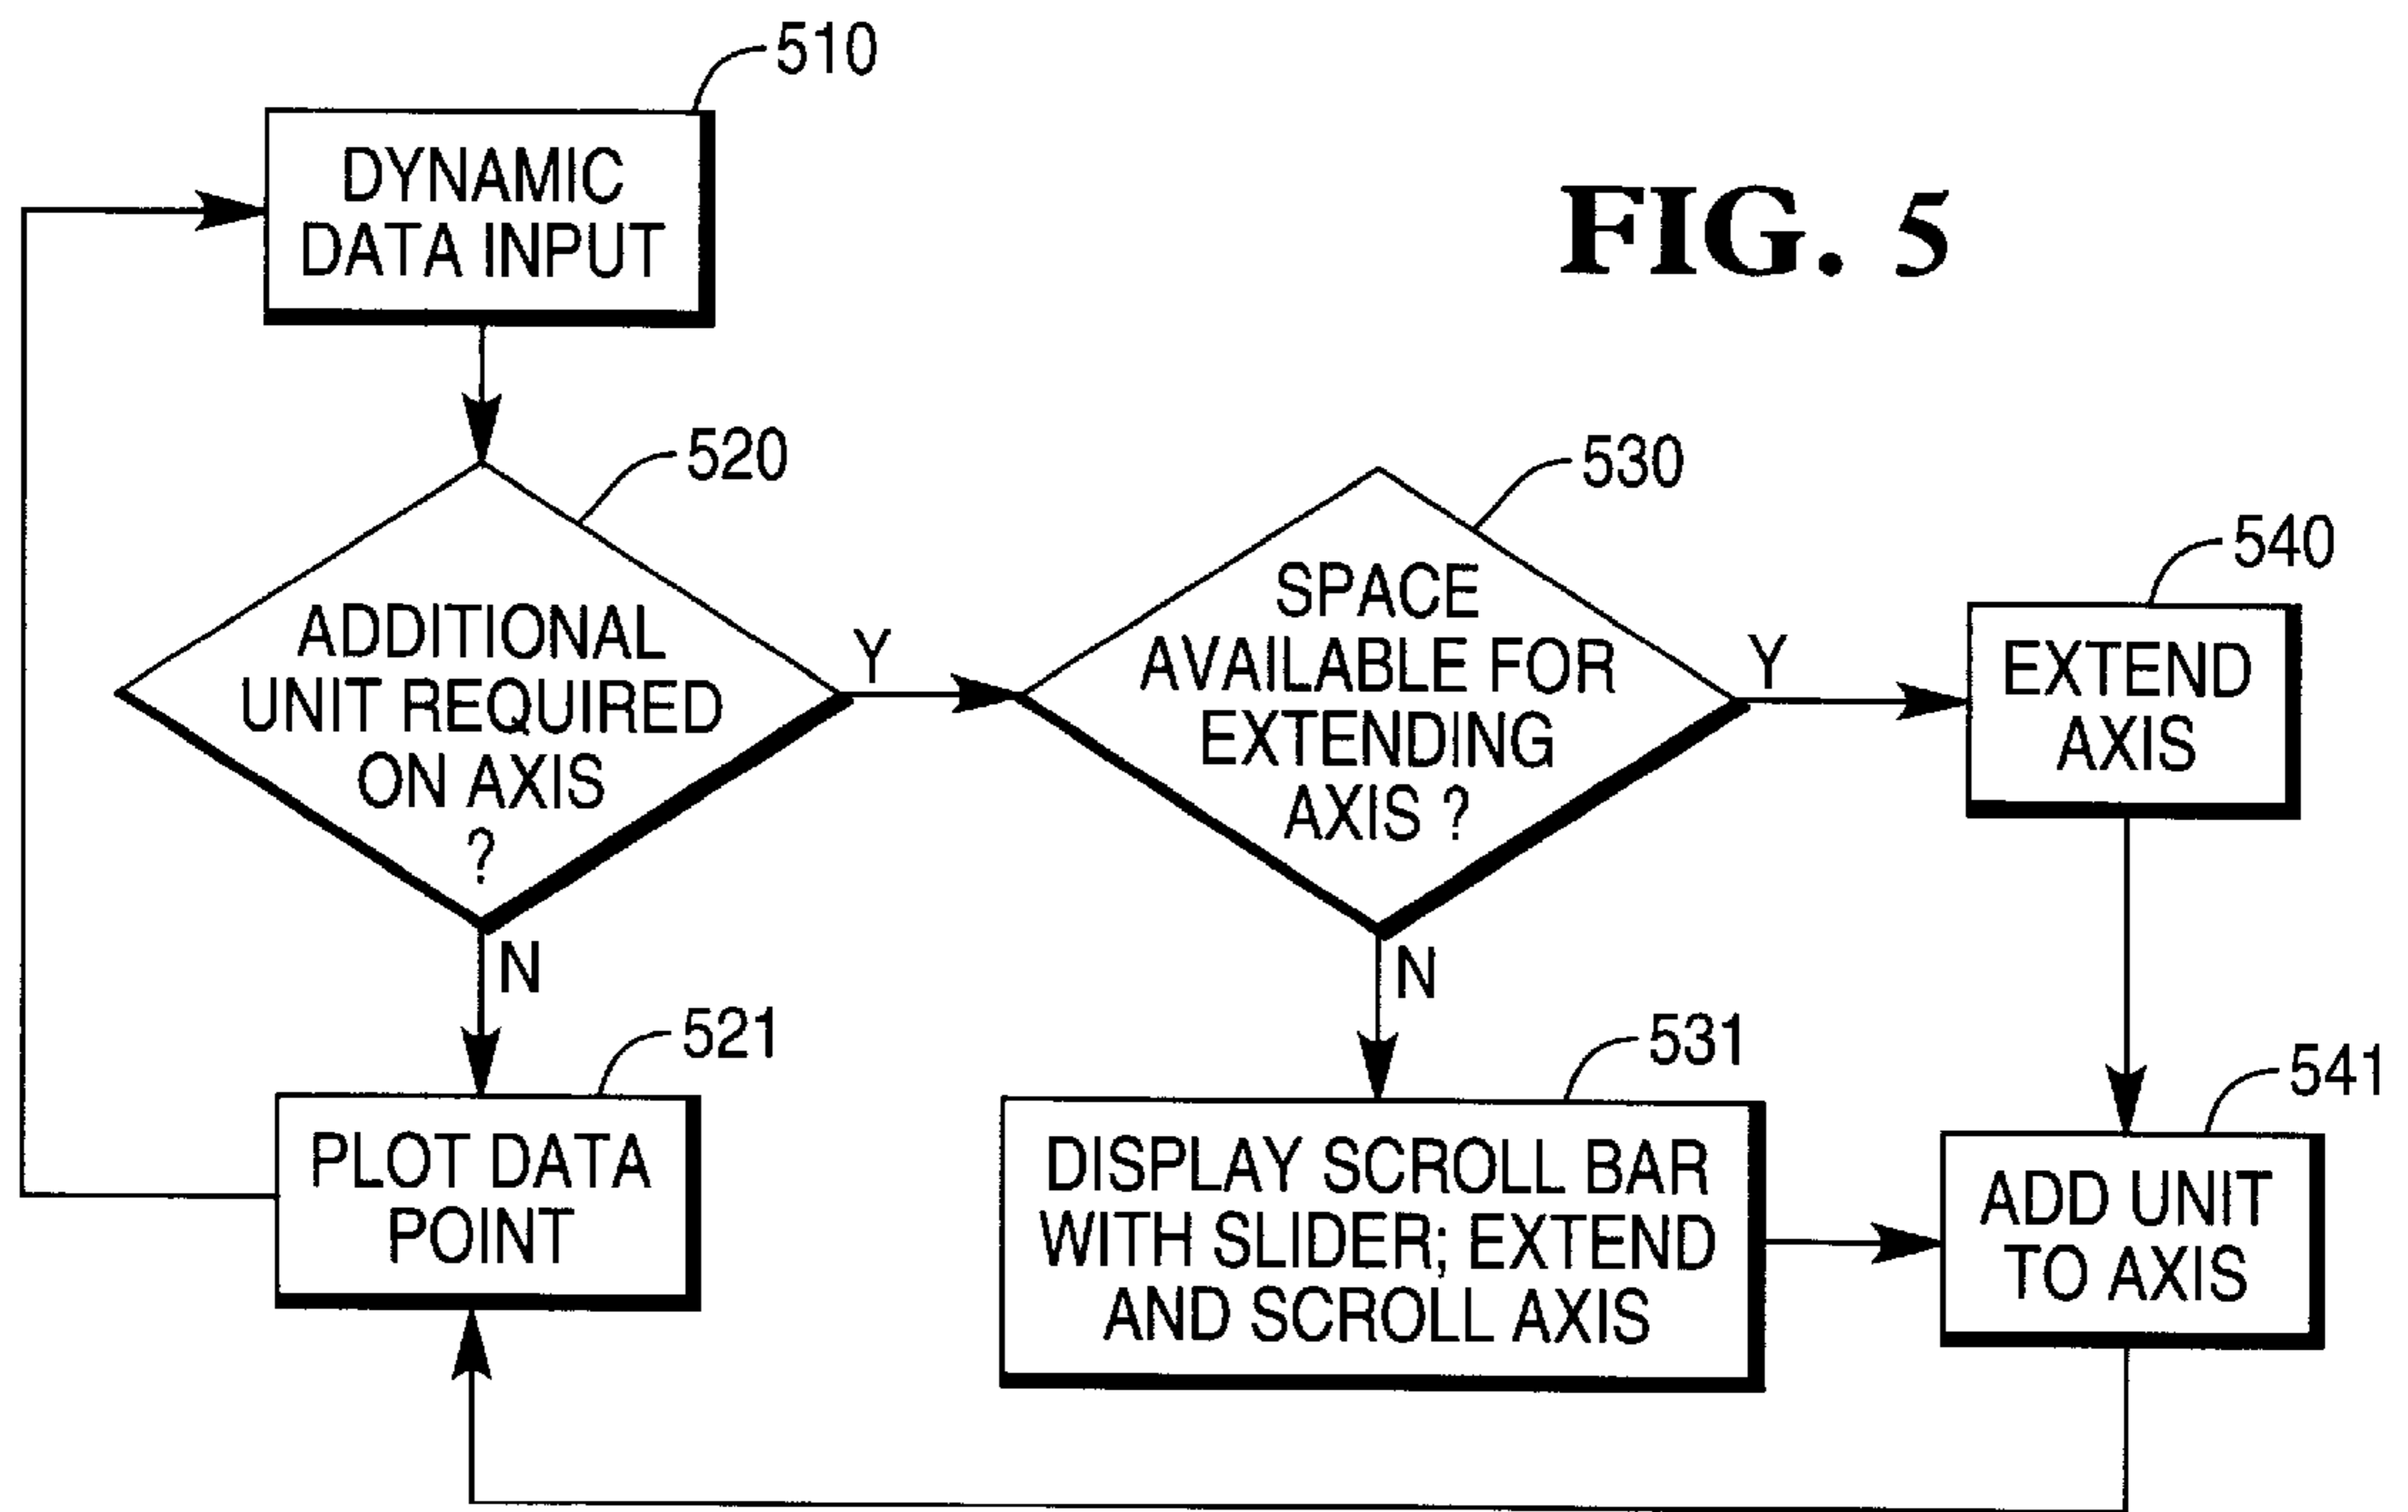 510
DYNAMIC
DATA INPUT
FIG. 5
520
ADDITIONAL
UNIT REQUIRED
ON AXIS
?
Y
N
530
SPACE
AVAILABLE FOR
EXTENDING
AXIS ?
Y
N
540
EXTEND
AXIS
521
PLOT DATA
POINT
531
DISPLAY SCROLL BAR
WITH SLIDER; EXTEND
AND SCROLL AXIS
541
ADD UNIT
TO AXIS